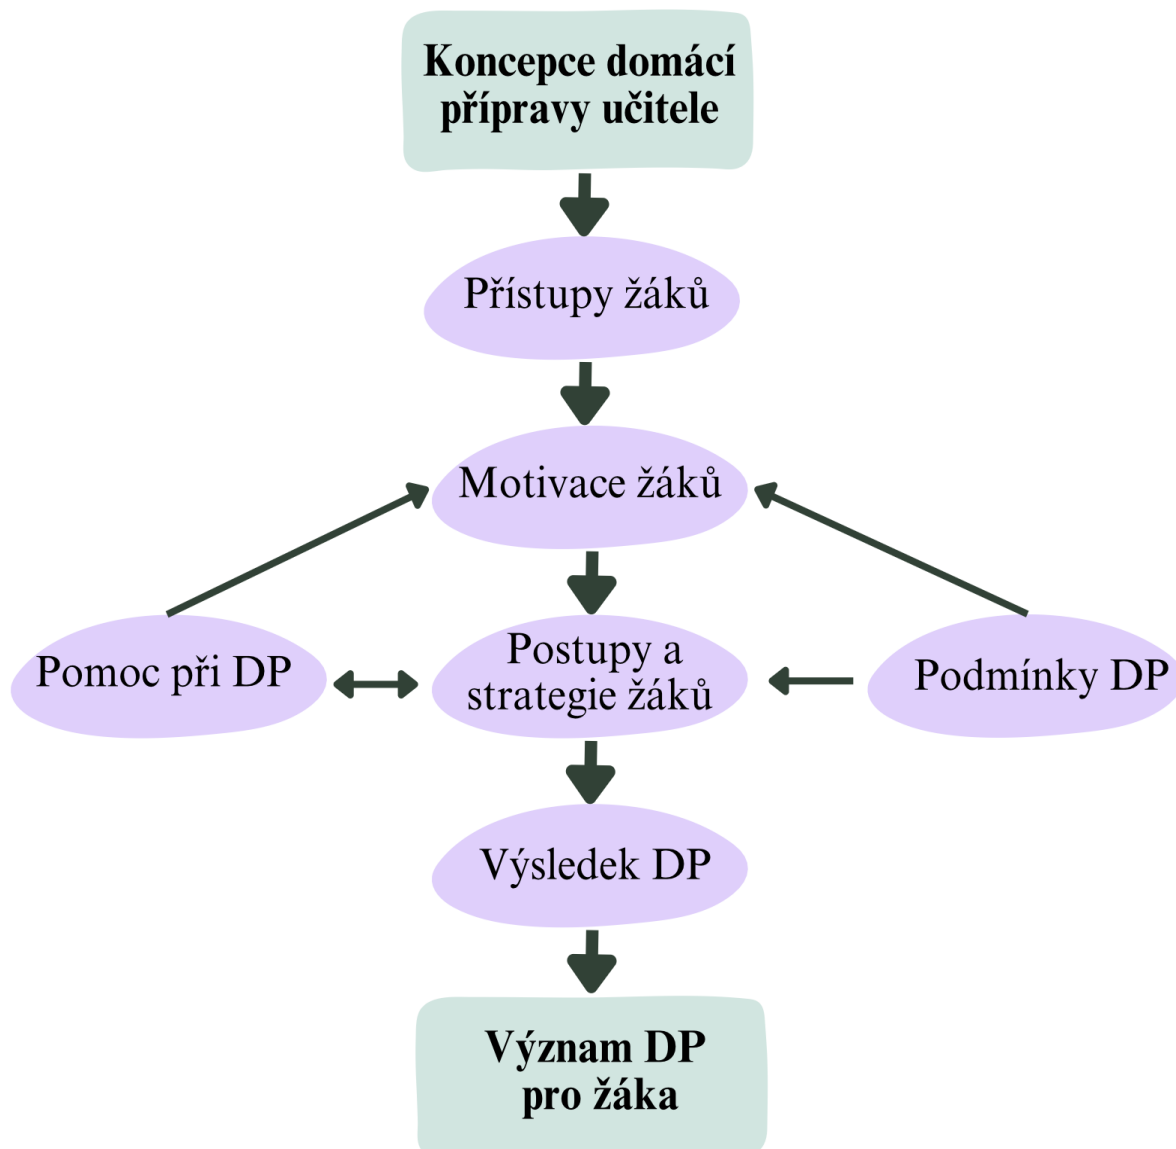 Koncepce domácí
přípravy učitele
Přístupy žáků
Motivace žáků
Pomoc při DP
Postupy a
strategie žáků
Podmínky DP
Výsledek DP
Význam DP
pro žáka